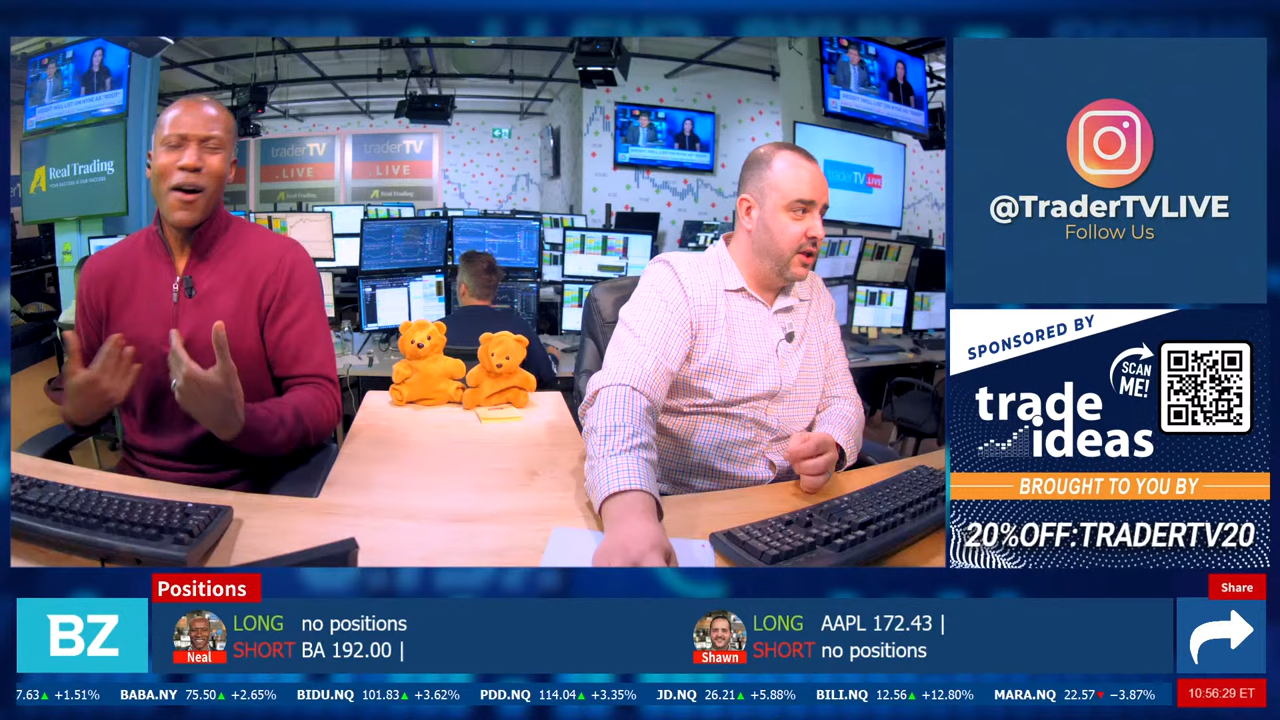 Real Trading
traderTV
.LIVE
Real Trading
traderTV
.LIVE
Real Trading
traderTV.LIVE
@TraderTVLIVE
Follow Us
SPONSORED BY
SCAN
ME!
trade
ideas
BROUGHT TO YOU BY
20%OFF:TRADERTV20
Positions
Share
BZ
LONG no positions
SHORT BA 192.00 |
Neal
LONG AAPL 172.43 |
SHORT no positions
Shawn
7.63▲ +1.51% BABA.NY 75.50▲ +2.65% BIDU.NQ 101.83▲ +3.62% PDD.NQ 114.04▲ +3.35% JD.NQ 26.21▲ +5.88% BILI.NQ 12.56▲ +12.80% MARA.NQ 22.57▼ −3.87%
10:56:29 ET